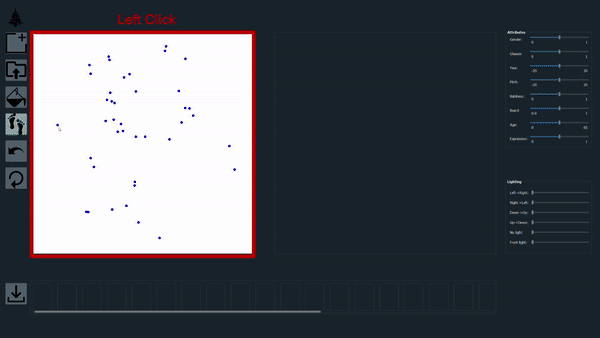 Left Click
Attributes
Gender:
0 1
Glasses:
0 1
Yaw:
-20 20
Pitch:
-20 20
Baldness:
0 1
Beard:
0.0 1
Age:
0 65
Expression:
0 1
Lighting
Left->Right:
Right->Left:
Down->Up:
Up->Down:
No light:
Front light: